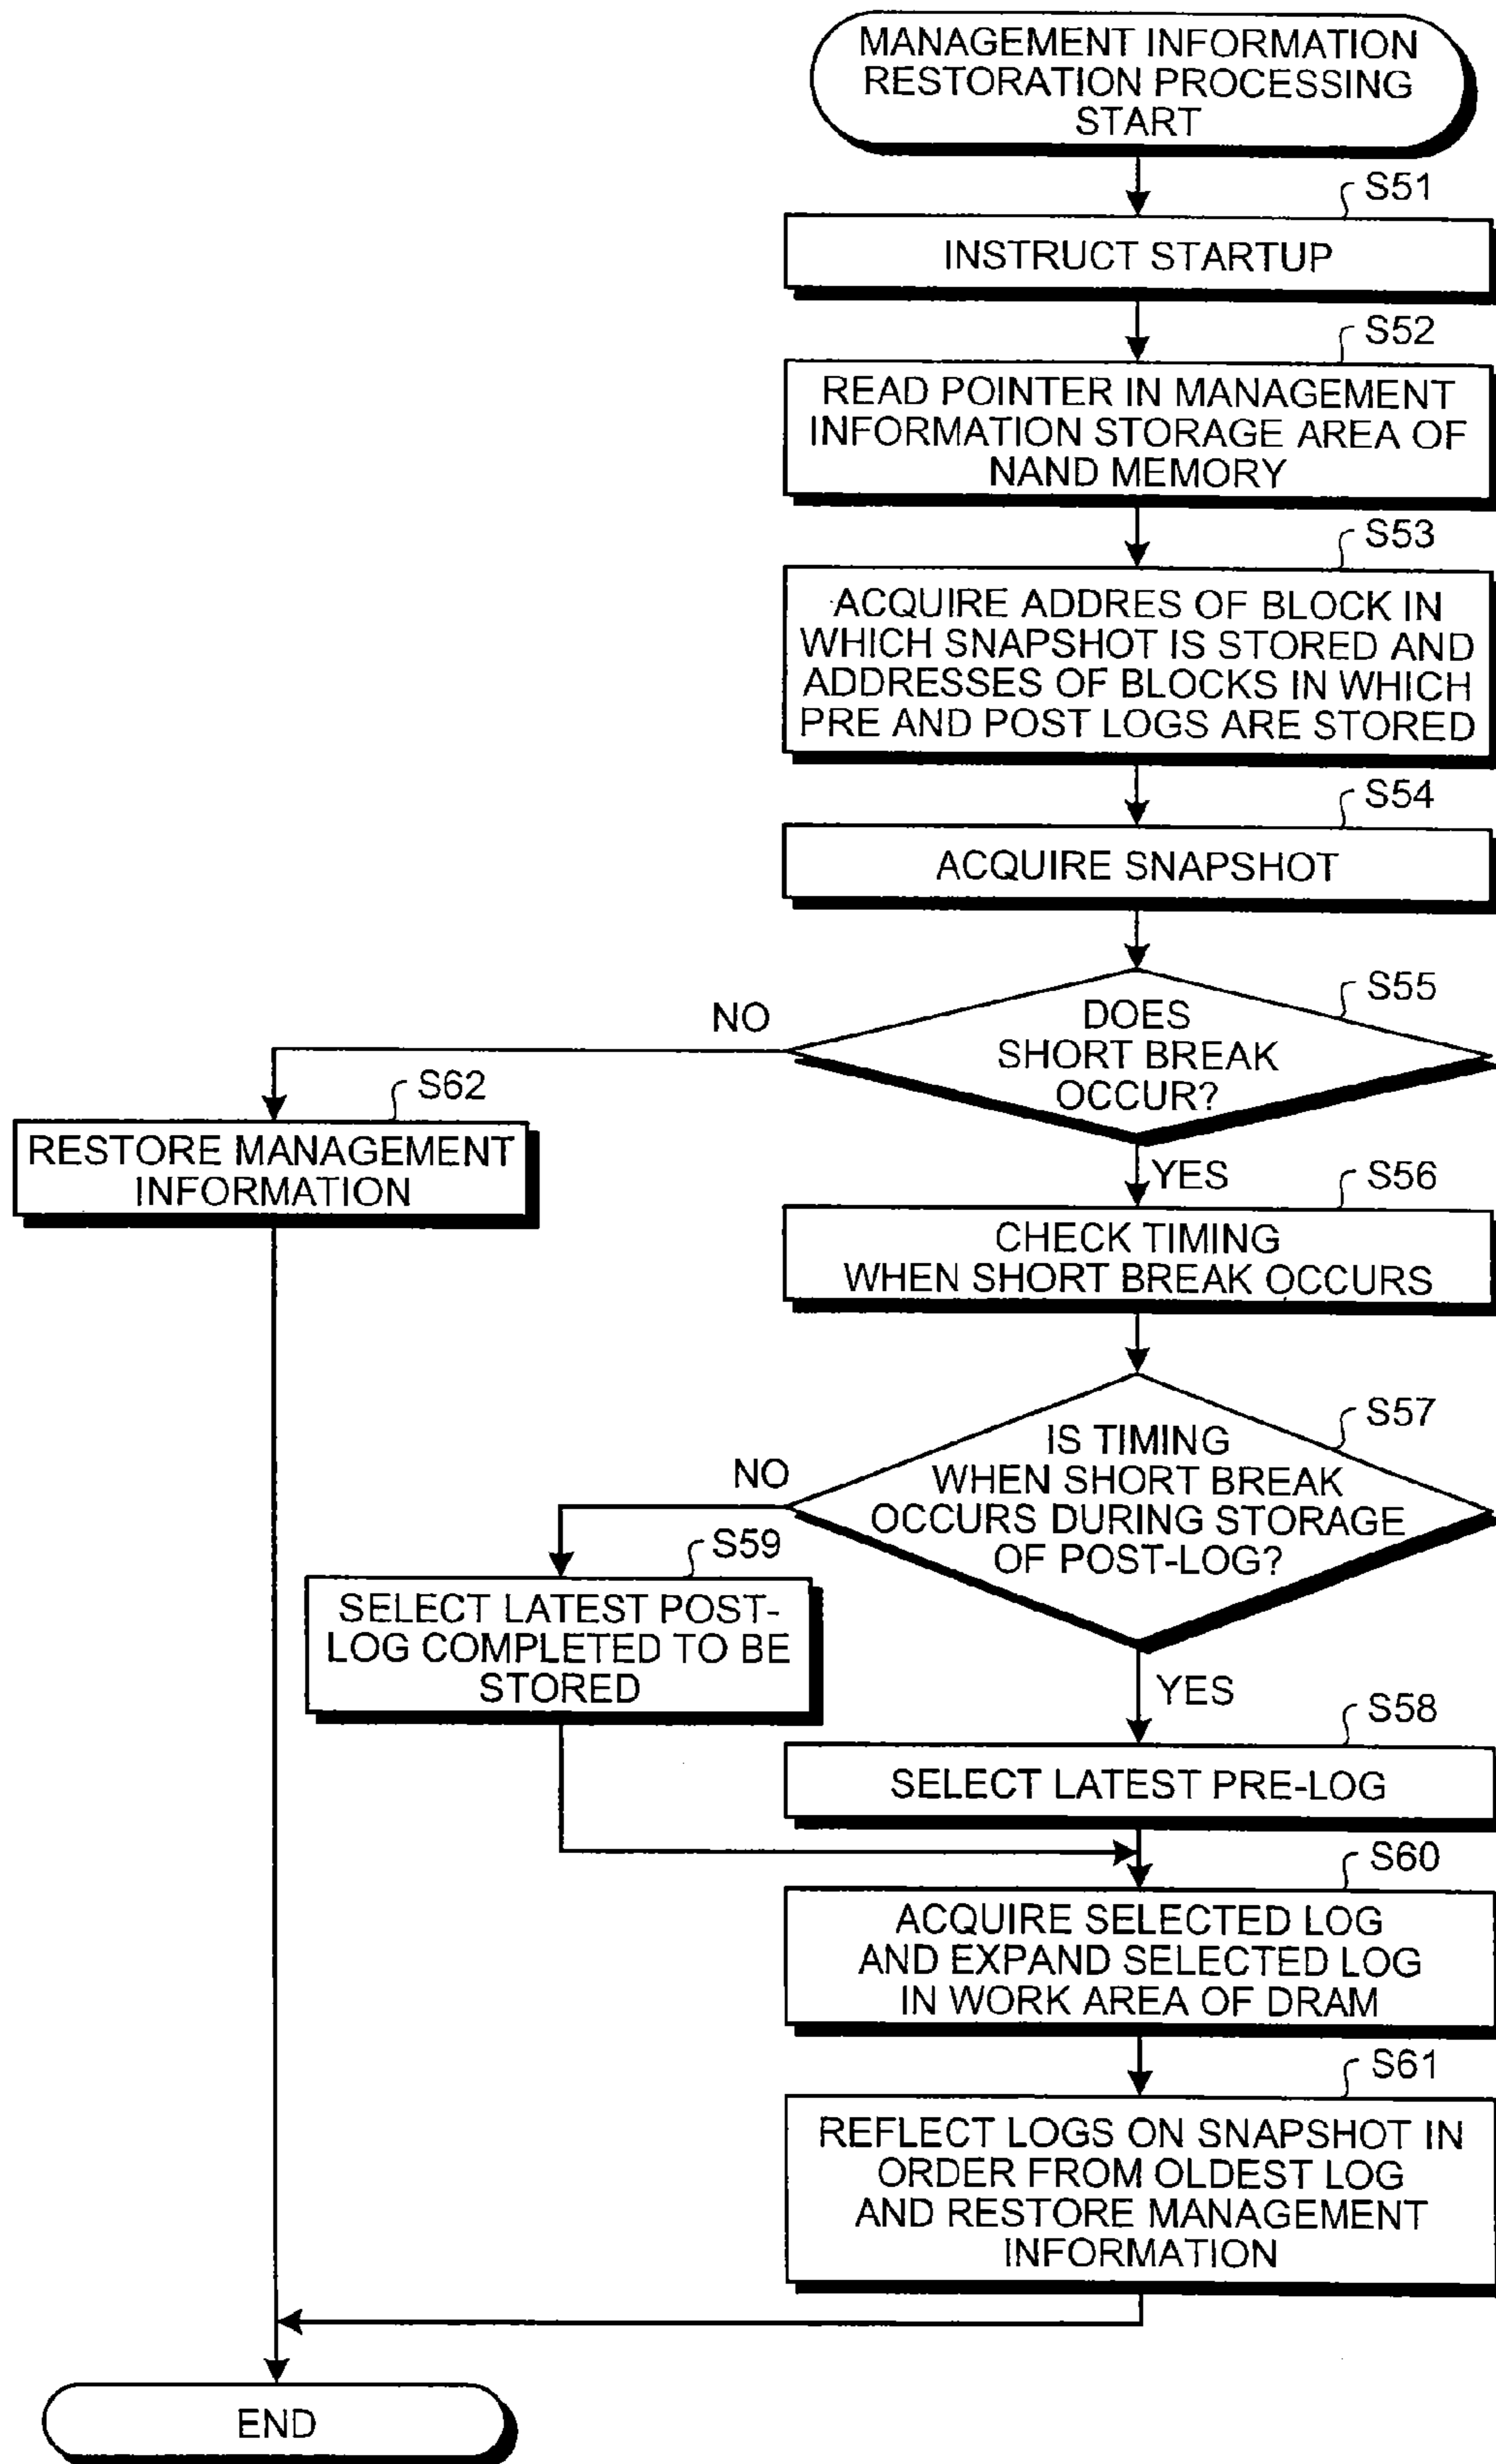 MANAGEMENT INFORMATION
RESTORATION PROCESSING
START
S51
INSTRUCT STARTUP
S52
READ POINTER IN MANAGEMENT
INFORMATION STORAGE AREA OF
NAND MEMORY
S53
ACQUIRE ADDRES OF BLOCK IN
WHICH SNAPSHOT IS STORED AND
ADDRESSES OF BLOCKS IN WHICH
PRE AND POST LOGS ARE STORED
S54
ACQUIRE SNAPSHOT
S55
DOES
SHORT BREAK
OCCUR?
NO
S62
RESTORE MANAGEMENT
INFORMATION
YES
S56
CHECK TIMING
WHEN SHORT BREAK OCCURS
S57
IS TIMING
WHEN SHORT BREAK
OCCURS DURING STORAGE
OF POST-LOG?
NO
S59
SELECT LATEST POST-
LOG COMPLETED TO BE
STORED
YES
S58
SELECT LATEST PRE-LOG
S60
ACQUIRE SELECTED LOG
AND EXPAND SELECTED LOG
IN WORK AREA OF DRAM
S61
REFLECT LOGS ON SNAPSHOT IN
ORDER FROM OLDEST LOG
AND RESTORE MANAGEMENT
INFORMATION
END